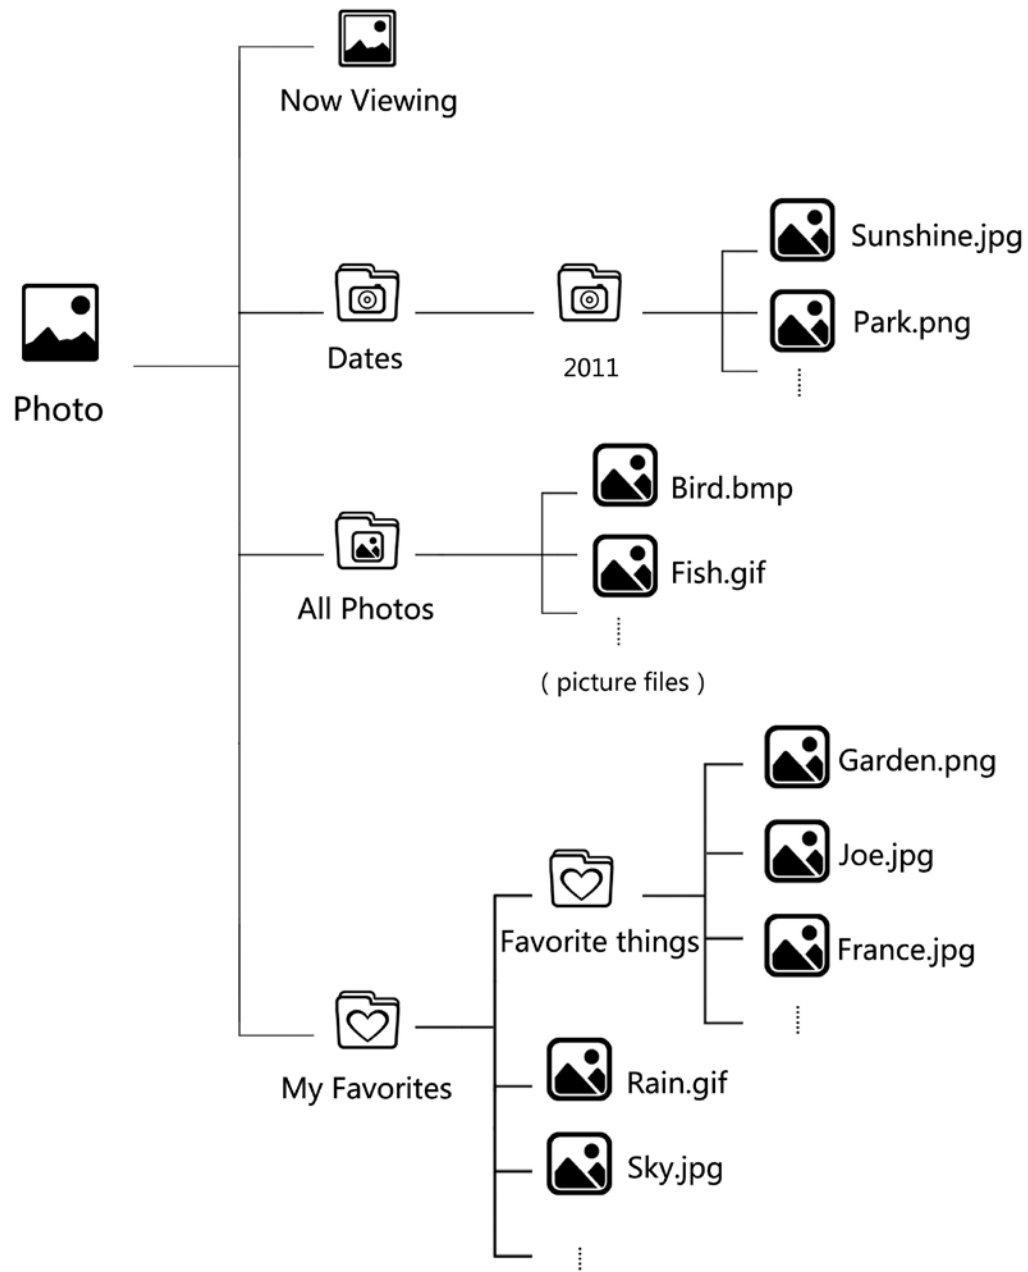 Now Viewing
Sunshine.jpg
Park.png
Dates
2011
Photo
Bird.bmp
Fish.gif
All Photos
( picture files )
Garden.png
Joe.jpg
Favorite things
France.jpg
My Favorites
Rain.gif
Sky.jpg